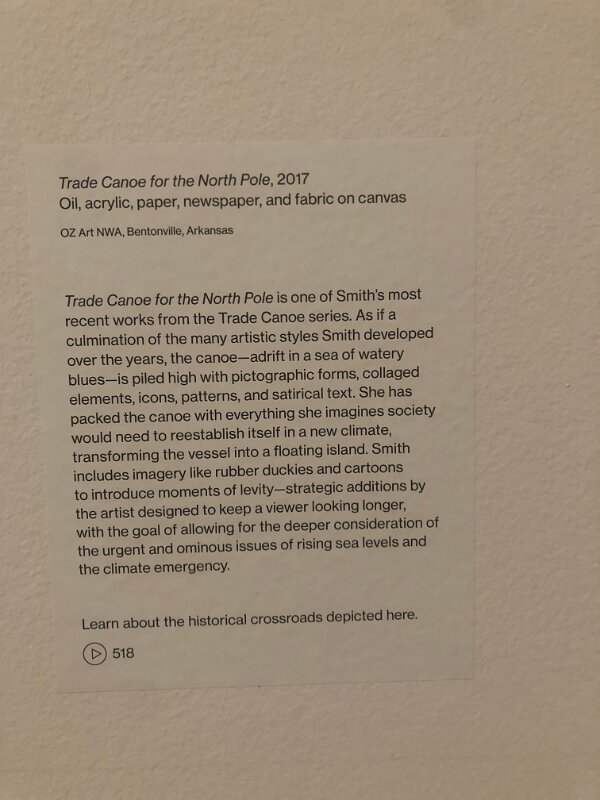 Trade Canoe for the North Pole, 2017
Oil, acrylic, paper, newspaper, and fabric on canvas
OZ Art NWA, Bentonville, Arkansas
Trade Canoe for the North Pole is one of Smith's most
recent works from the Trade Canoe series. As if a
culmination of the many artistic styles Smith developed
over the years, the canoe—adrift in a sea of watery
blues—is piled high with pictographic forms, collaged
elements, icons, patterns, and satirical text. She has
packed the canoe with everything she imagines society
would need to reestablish itself in a new climate,
transforming the vessel into a floating island. Smith
includes imagery like rubber duckies and cartoons
to introduce moments of levity—strategic additions by
the artist designed to keep a viewer looking longer,
with the goal of allowing for the deeper consideration of
the urgent and ominous issues of rising sea levels and
the climate emergency.
Learn about the historical crossroads depicted here.
518